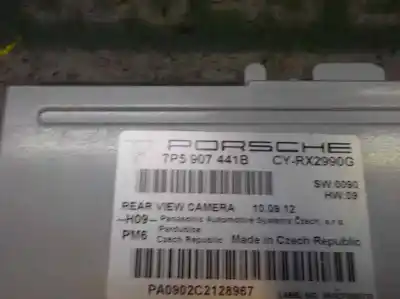 PORSCHE
7P5 907 441B CY-RX2990G
SW:0090
HW:09
REAR VIEW CAMERA 10.09.12
--H09-- Panasonic Automotive Systems Czech, s.r.o.
Pardubice
PM6 Czech Republic Made in Czech Republic
PA0902C2128967